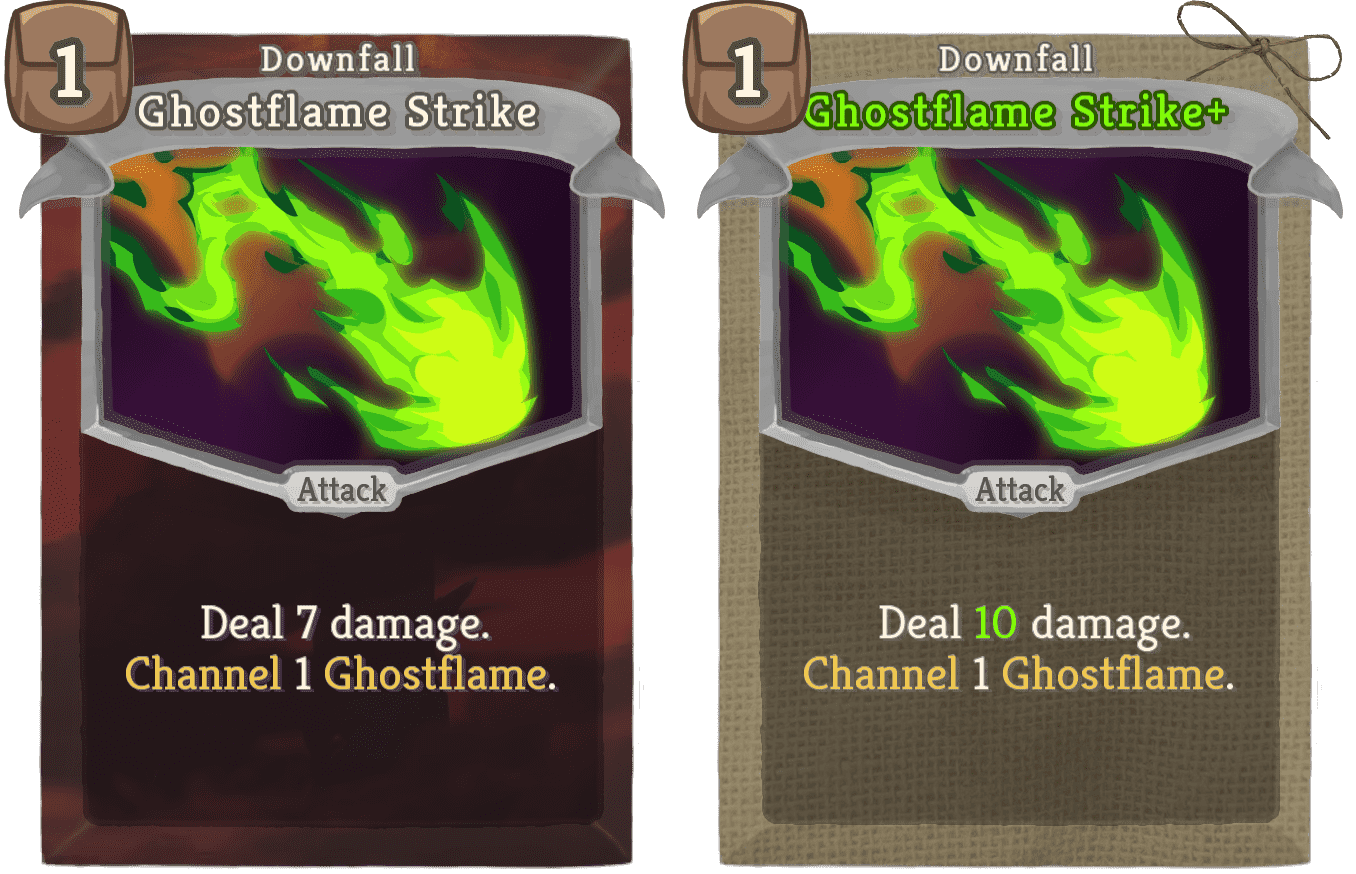 1
Downfall
Ghostflame Strike
Attack
Deal 7 damage.
Channel 1 Ghostflame.
1
Downfall
Ghostflame Strike+
Attack
Deal 10 damage.
Channel 1 Ghostflame.